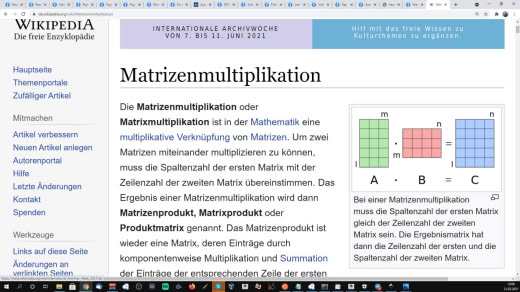 WIKIPEDIA
Die freie Enzyklopädie
INTERNATIONALE ARCHIVWOCHE
VON 7. BIS 11. JUNI 2021
Hilf mit das freie Wissen zu
Kulturthemen zu ergänzen.
Hauptseite
Themenportale
Zufälliger Artikel
Mitmachen
Artikel verbessern
Neuen Artikel anlegen
Autorenportal
Hilfe
Letzte Änderungen
Kontakt
Spenden
Werkzeuge
Links auf diese Seite
Änderungen an
verlinkten Seiten
Matrizenmultiplikation
Die Matrizenmultiplikation oder
Matrixmultiplikation ist in der Mathematik eine
multiplikative Verknüpfung von Matrizen. Um zwei
Matrizen miteinander multiplizieren zu können,
muss die Spaltenzahl der ersten Matrix mit der
Zeilenzahl der zweiten Matrix übereinstimmen. Das
Ergebnis einer Matrizenmultiplikation wird dann
Matrizenprodukt, Matrixprodukt oder
Produktmatrix genannt. Das Matrizenprodukt ist
wieder eine Matrix, deren Einträge durch
komponentenweise Multiplikation und Summation
der Einträge der entsprechenden Zeile der ersten
m n n
l · m = l
A · B = C
Bei einer Matrizenmultiplikation
muss die Spaltenzahl der ersten Matrix
gleich der Zeilenzahl der zweiten
Matrix sein. Die Ergebnismatrix hat
dann die Zeilenzahl der ersten und die
Spaltenzahl der zweiten Matrix.